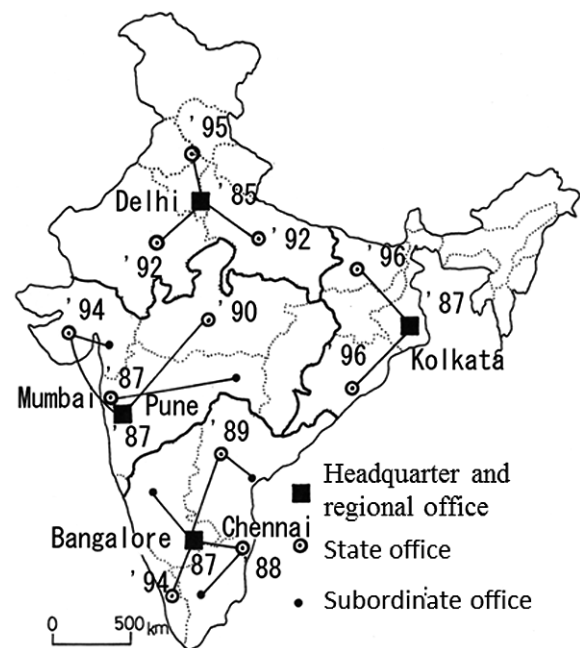 '95
Delhi
'85
'92
'92
'96
'94
'90
'87
96
Kolkata
'87
Mumbai
Pune
'87
'89
Headquarter and
regional office
Bangalore
Chennai
87
88
State office
'94
Subordinate office
0 500
km